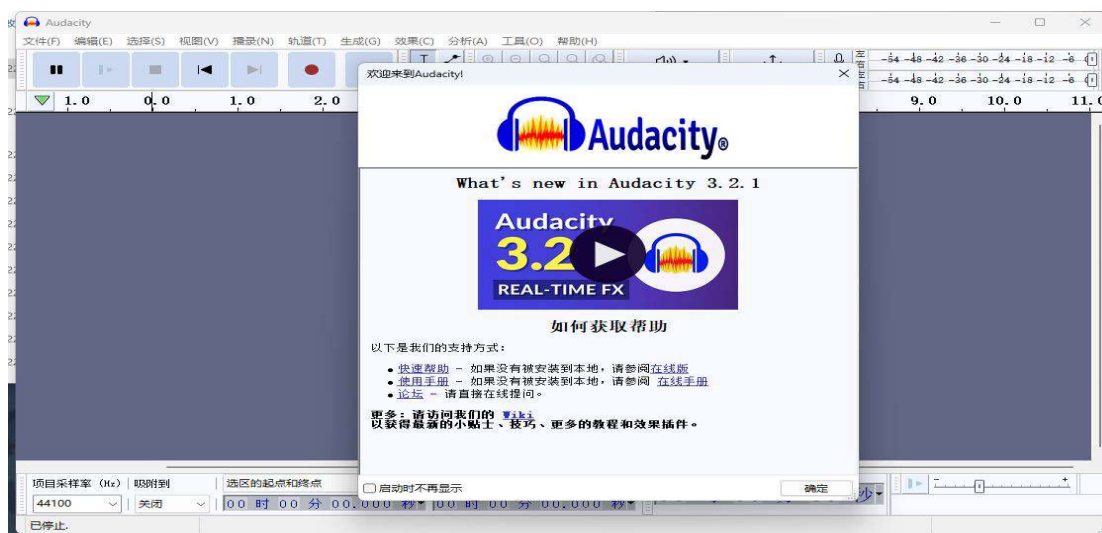 Audacity
文件(F) 编辑(E) 选择(S) 视图(V) 播录(N) 轨道(T) 生成(G) 效果(C) 分析(A) 工具(O) 帮助(H)
左 右 -54 -48 -42 -36 -30 -24 -18 -12 -6
-54 -48 -42 -36 -30 -24 -18 -12 -6
1.0 0.0 1.0 2.0 9.0 10.0 11.0
欢迎来到Audacity!
Audacity®
What's new in Audacity 3.2.1
Audacity
3.2
REAL-TIME FX
如何获取帮助
以下是我们的支持方式:
快速帮助 - 如果没有被安装到本地,请参阅在线版
使用手册 - 如果没有被安装到本地,请参阅 在线手册
论坛 - 请直接在线提问。
更多:请访问我们的 Wiki
以获得最新的小贴士、技巧、更多的教程和效果插件。
启动时不再显示
确定
项目采样率 (Hz) 吸附到 选区的起点和终点
44100 关闭 00 时 00 分 00.000 秒 00 时 00 分 00.000 秒 秒
已停止.